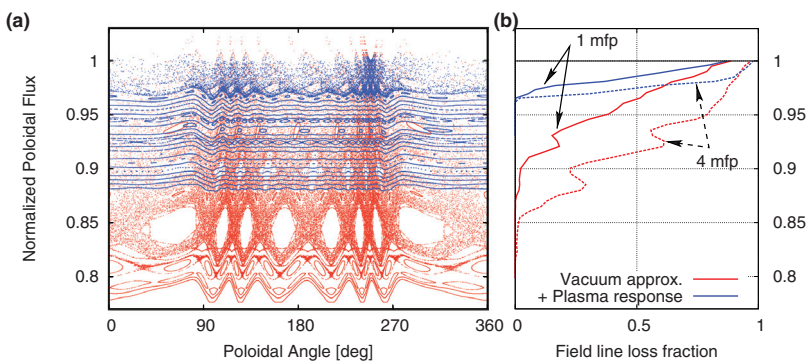 (a)
Normalized Poloidal Flux
1
0.95
0.9
0.85
0.8
0 90 180 270 360
Poloidal Angle [deg]
(b)
1 mfp
4 mfp
Vacuum approx.
+ Plasma response
1
0.95
0.9
0.85
0.8
0 0.5 1
Field line loss fraction